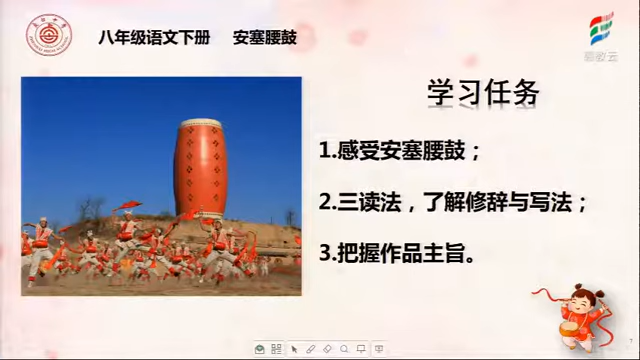 八年级语文下册 安塞腰鼓
学习任务
1.感受安塞腰鼓；
2.三读法，了解修辞与写法；
3.把握作品主旨。